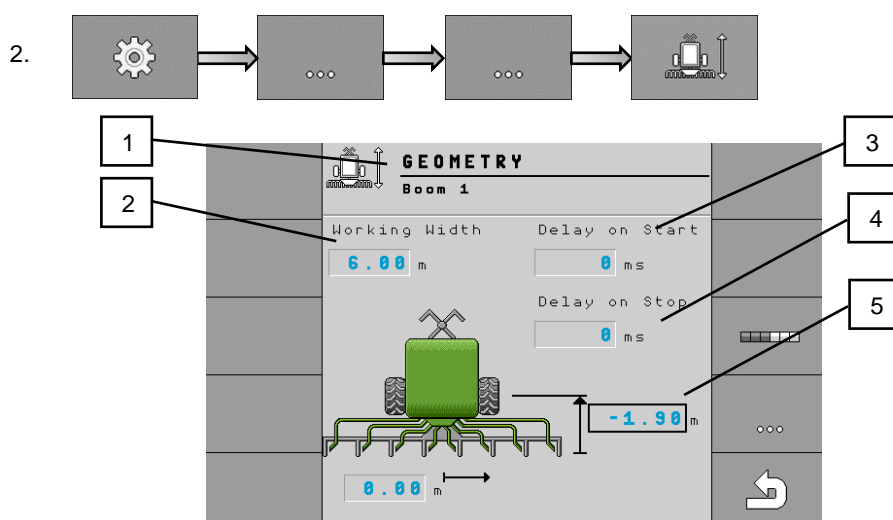 2.
1
GEOMETRY
3
Boom 1
2
Working Width
Delay on Start
4
6.00 m
0 ms
Delay on Stop
5
0 ms
-1.90 m
0.00 m